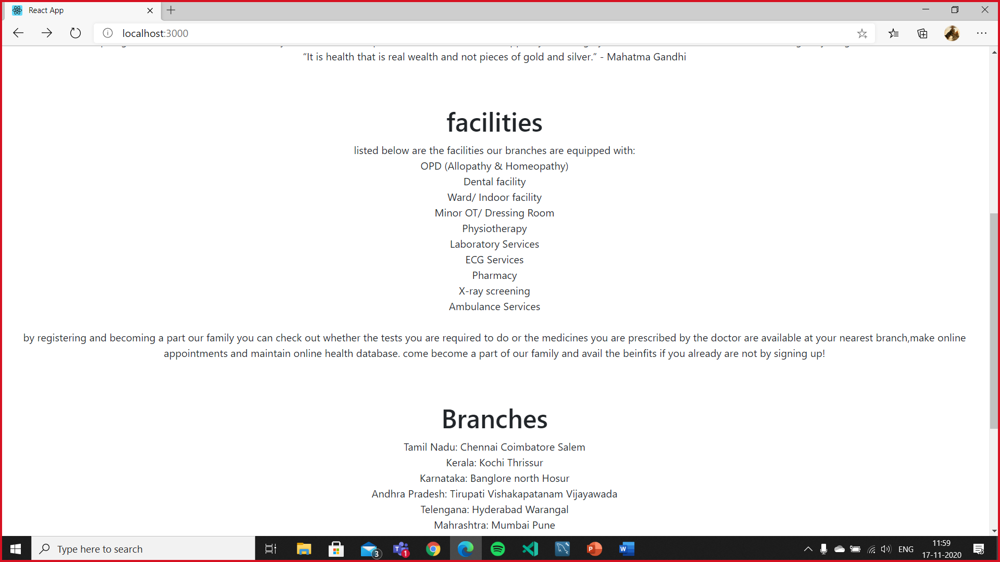 React App
localhost:3000
“It is health that is real wealth and not pieces of gold and silver.” - Mahatma Gandhi
facilities
listed below are the facilities our branches are equipped with:
OPD (Allopathy & Homeopathy)
Dental facility
Ward/ Indoor facility
Minor OT/ Dressing Room
Physiotherapy
Laboratory Services
ECG Services
Pharmacy
X-ray screening
Ambulance Services
by registering and becoming a part our family you can check out whether the tests you are required to do or the medicines you are prescribed by the doctor are available at your nearest branch,make online
appointments and maintain online health database. come become a part of our family and avail the beinfits if you already are not by signing up!
Branches
Tamil Nadu: Chennai Coimbatore Salem
Kerala: Kochi Thrissur
Karnataka: Banglore north Hosur
Andhra Pradesh: Tirupati Vishakapatanam Vijayawada
Telengana: Hyderabad Warangal
Mahrashtra: Mumbai Pune
Type here to search
3
1
ENG
11:59
17-11-2020